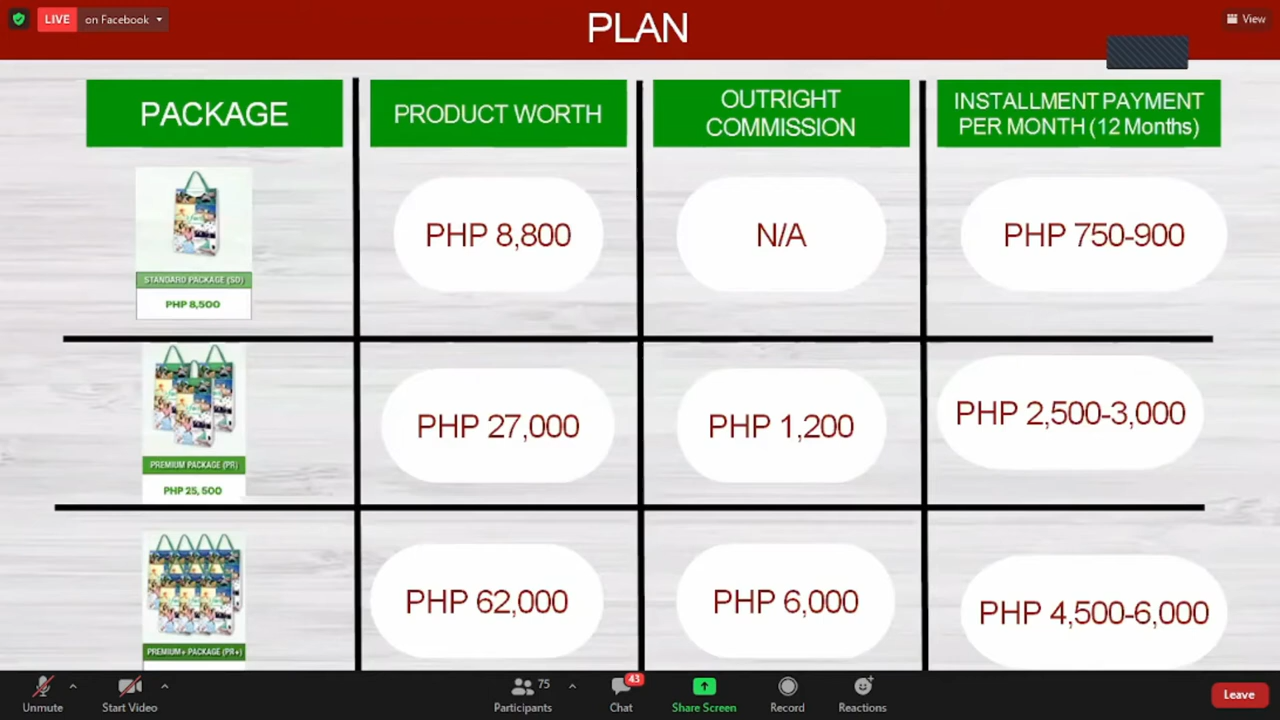 LIVE on Facebook
PLAN
View
PACKAGE
PRODUCT WORTH
OUTRIGHT
COMMISSION
INSTALLMENT PAYMENT
PER MONTH (12 Months)
STANDARD PACKAGE (SD)
PHP 8,500
PHP 8,800
N/A
PHP 750-900
PREMIUM PACKAGE (PR)
PHP 25, 500
PHP 27,000
PHP 1,200
PHP 2,500-3,000
PREMIUM+ PACKAGE (PR+)
PHP 62,000
PHP 6,000
PHP 4,500-6,000
Unmute
Start Video
75
Participants
43
Chat
Share Screen
Record
Reactions
Leave